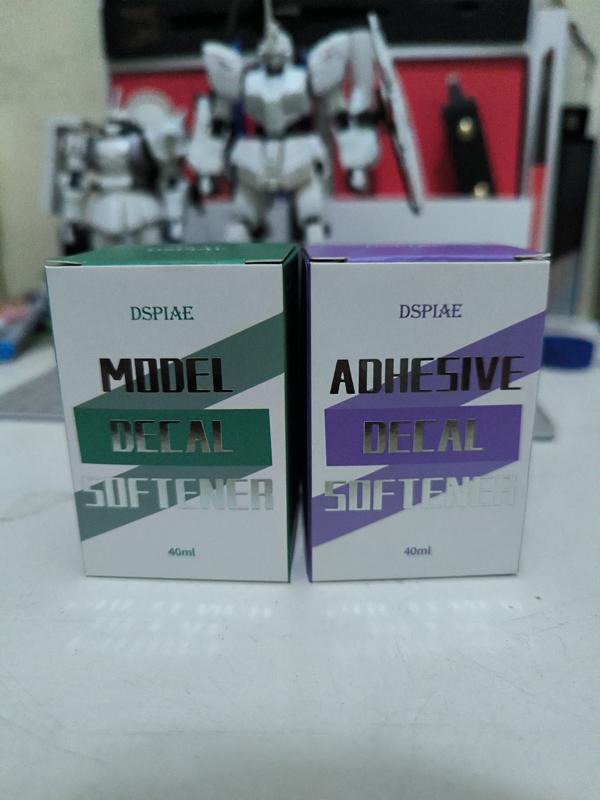 DSPIAE
MODEL
DECAL
SOFTENER
40ml
DSPIAE
ADHESIVE
DECAL
SOFTENER
40ml